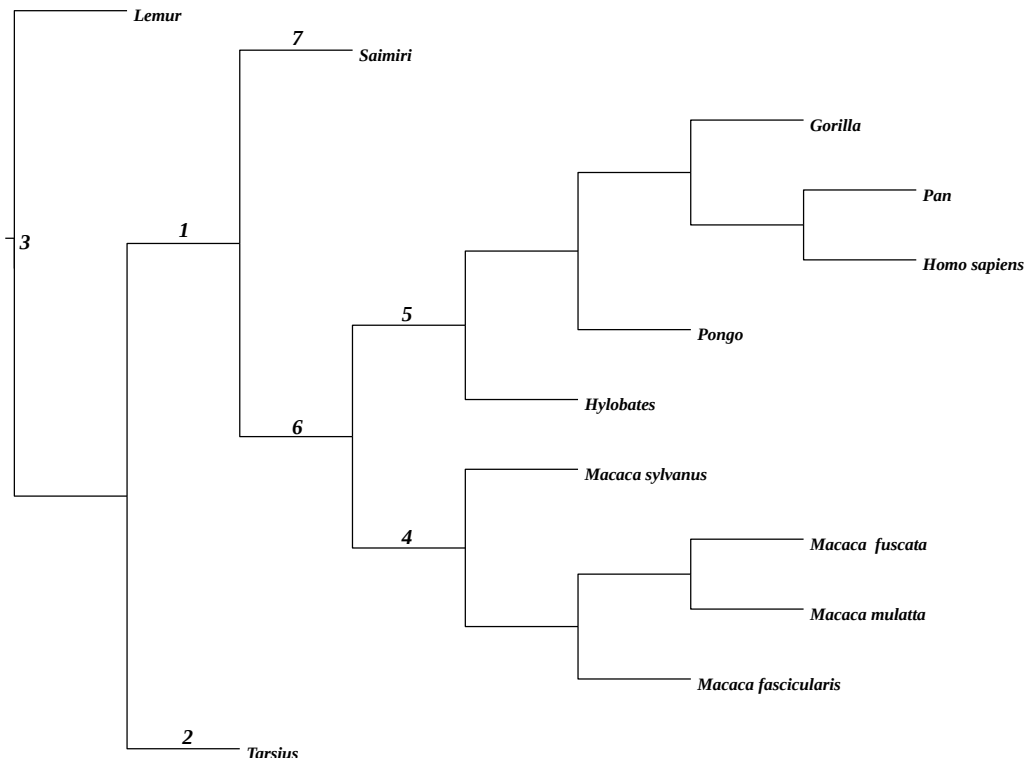 Lemur
7
Saimiri
Gorilla
Pan
1
3
Homo sapiens
5
Pongo
Hylobates
6
Macaca sylvanus
4
Macaca fuscata
Macaca mulatta
Macaca fascicularis
2
Tarsius